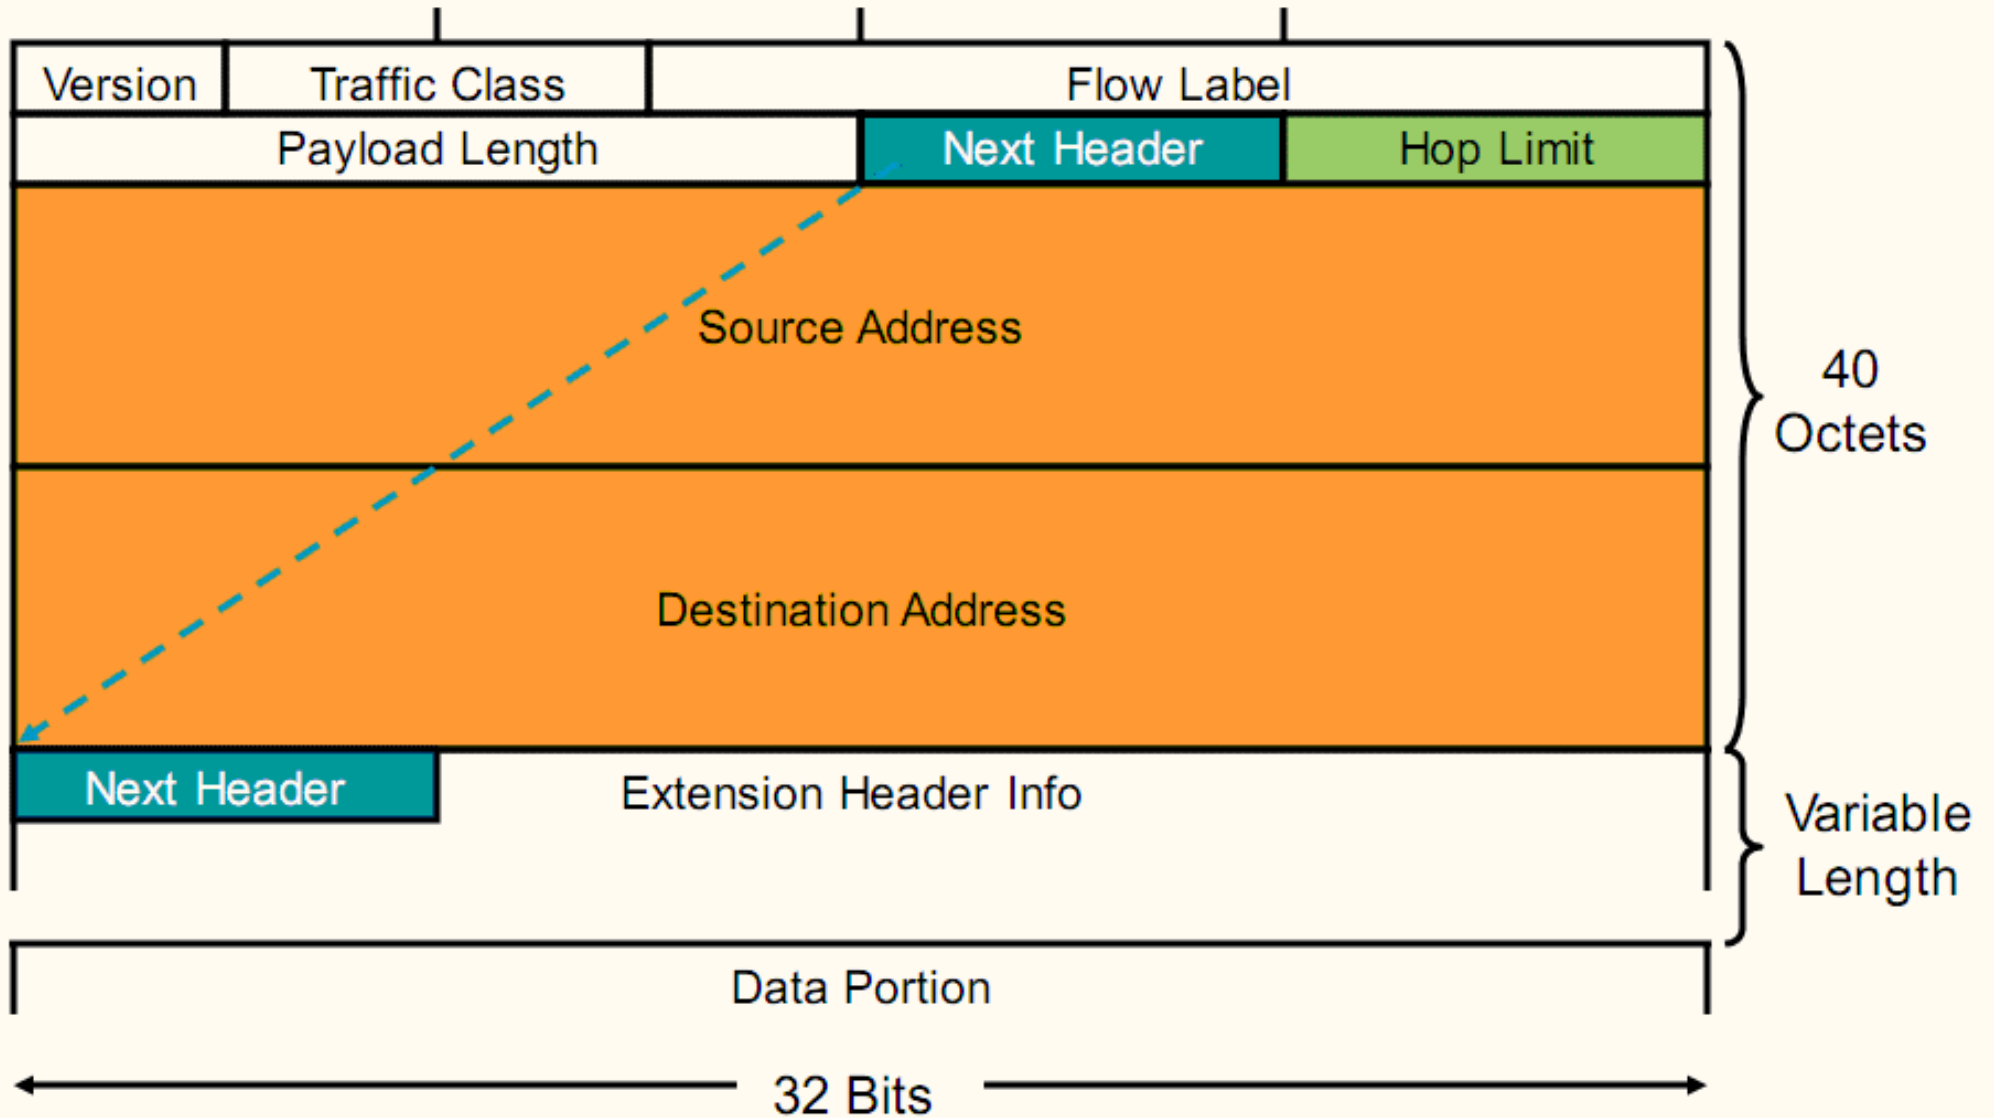 Version
Traffic Class
Flow Label
Payload Length
Next Header
Hop Limit
Source Address
40
Octets
Destination Address
Next Header
Extension Header Info
Variable
Length
Data Portion
32 Bits